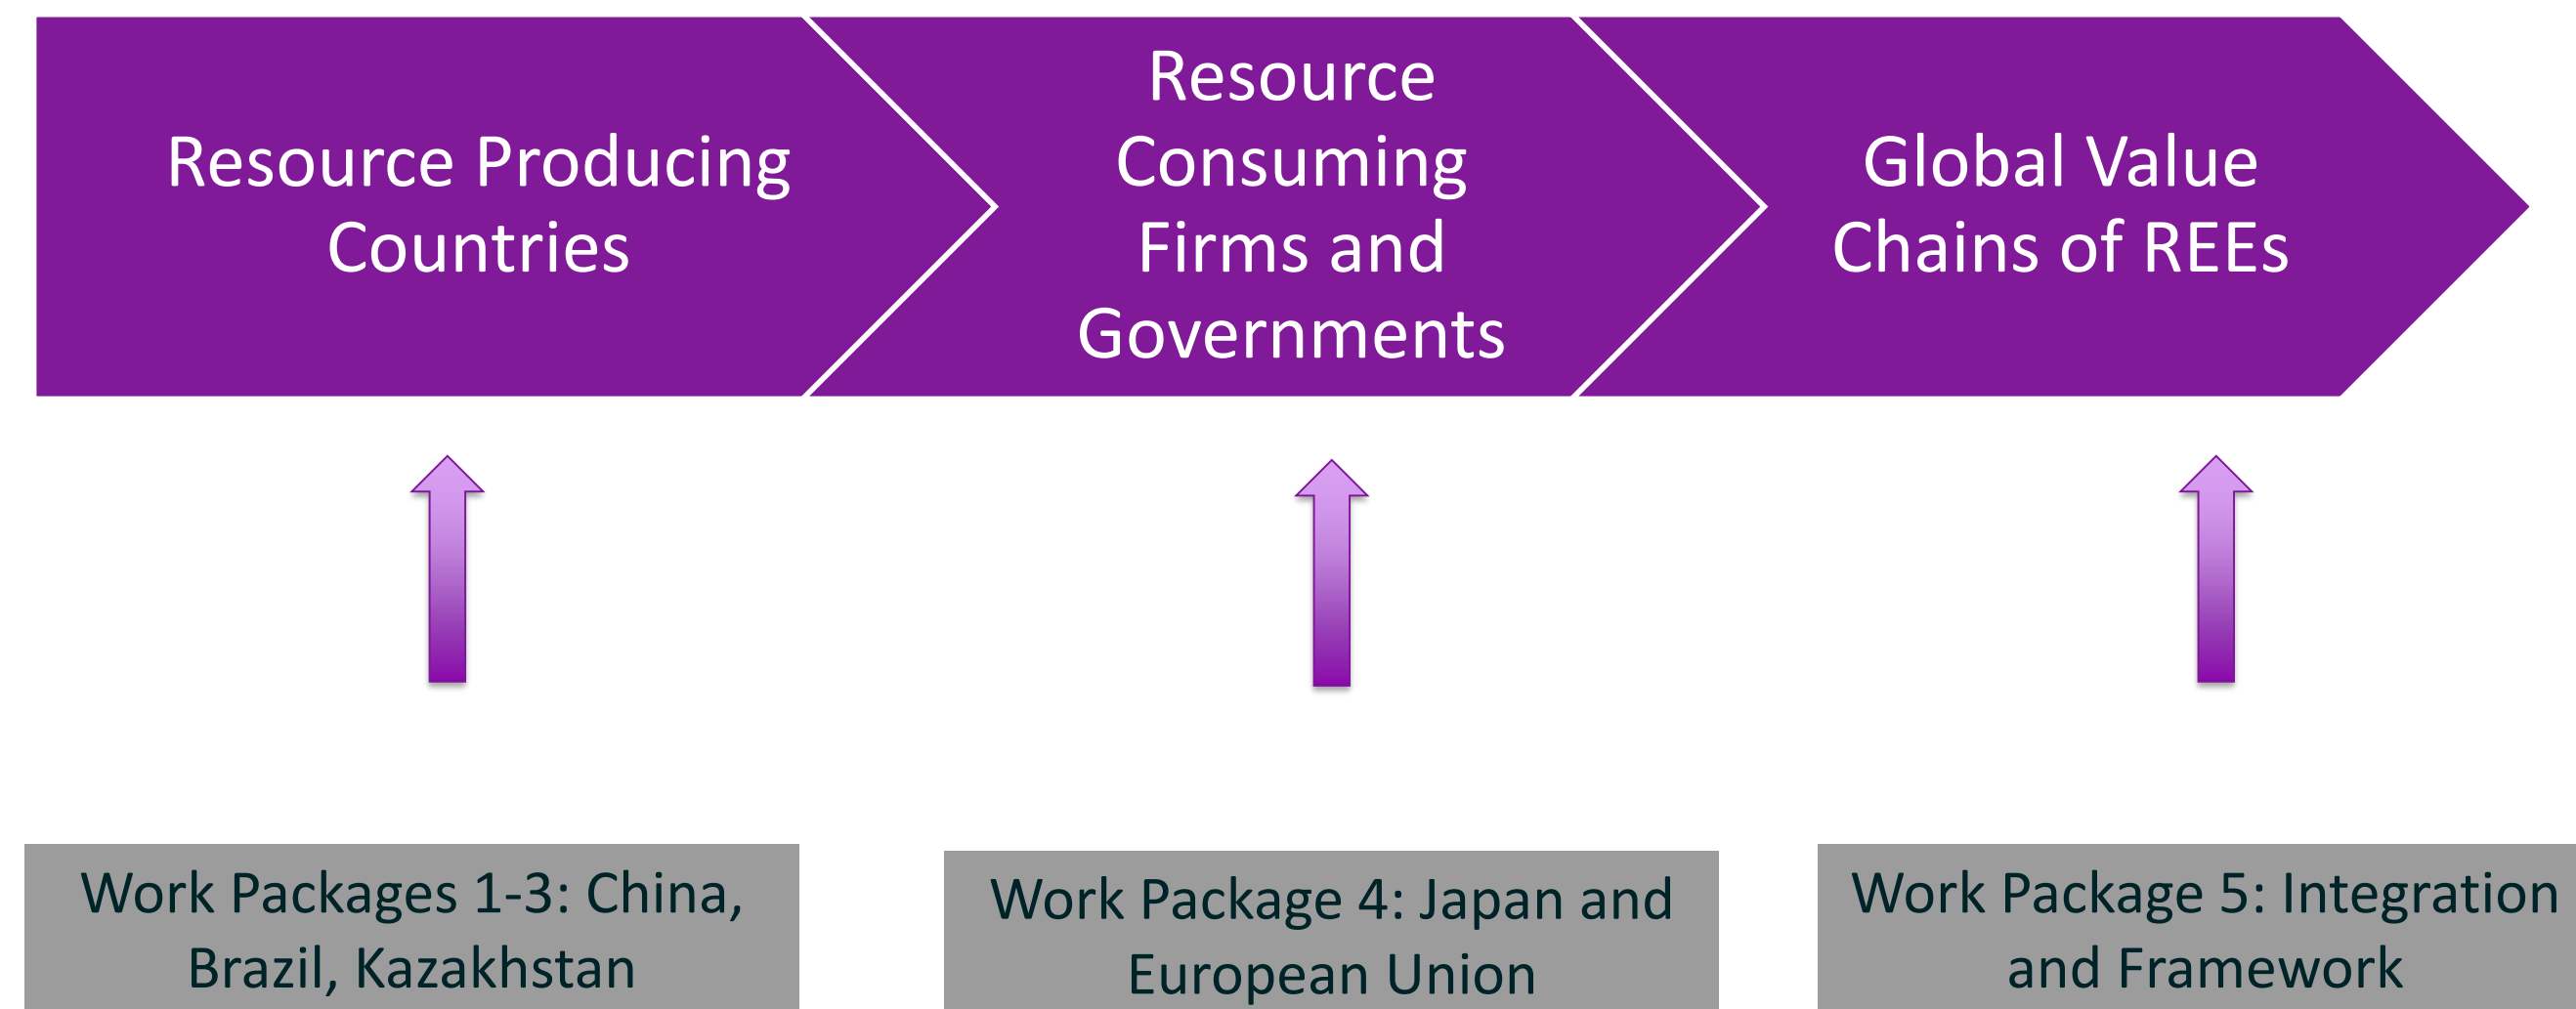 Resource Producing
Countries
Resource
Consuming
Firms and
Governments
Global Value
Chains of REEs
Work Packages 1-3: China,
Brazil, Kazakhstan
Work Package 4: Japan and
European Union
Work Package 5: Integration
and Framework